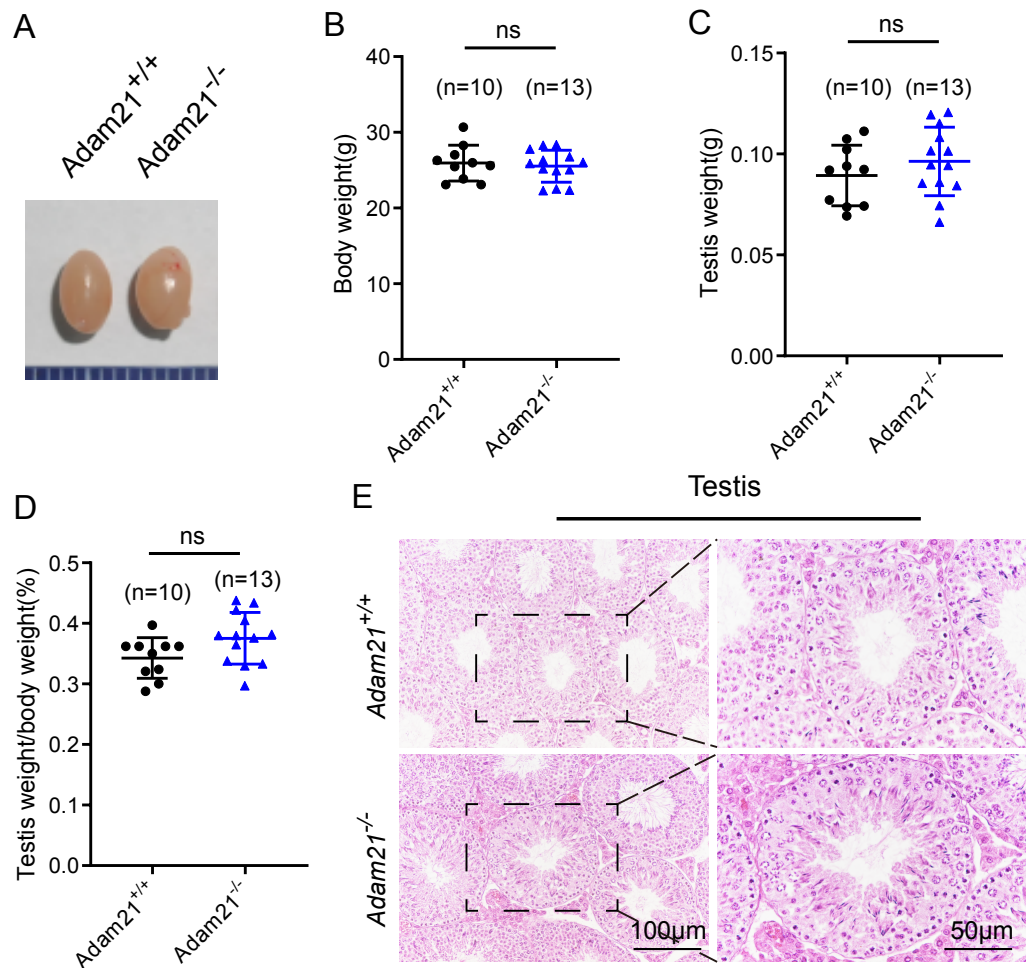 A
Adam21+/+
Adam21-/-
B
ns
(n=10) (n=13)
Body weight(g)
40
30
20
10
0
Adam21+/+
Adam21-/-
C
ns
(n=10) (n=13)
Testis weight(g)
0.15
0.10
0.05
0.00
Adam21+/+
Adam21-/-
D
ns
(n=10) (n=13)
Testis weight/body weight(%)
0.5
0.4
0.3
0.2
0.1
0.0
Adam21+/+
Adam21-/-
E
Testis
Adam21+/+
Adam21-/-
100μm
50μm